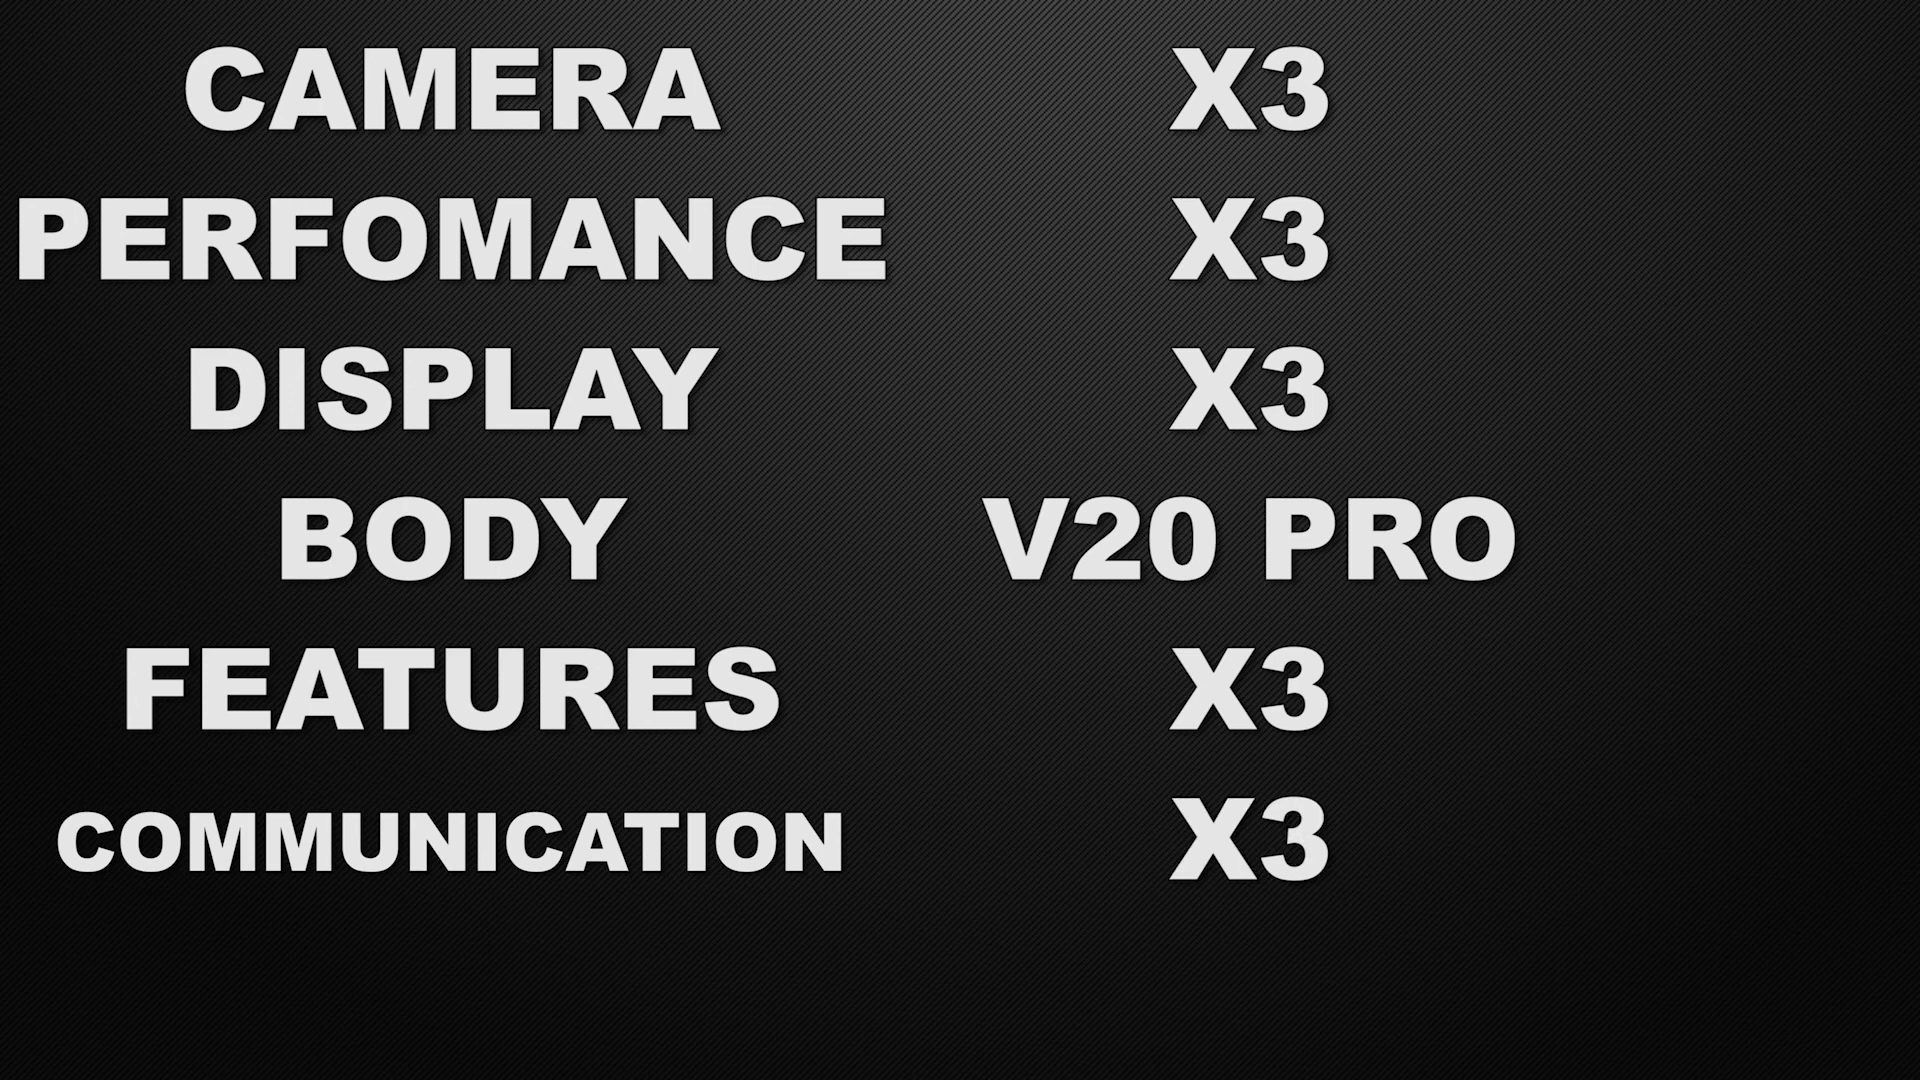 CAMERA X3
PERFOMANCE X3
DISPLAY X3
BODY V20 PRO
FEATURES X3
COMMUNICATION X3